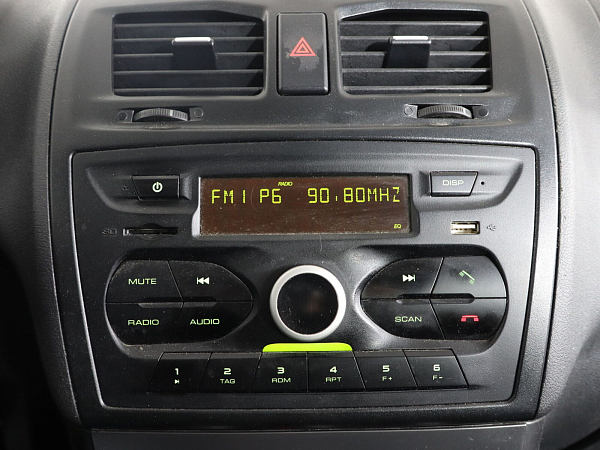 RADIO
FM1 P6 90.80MHZ
EQ
DISP
SD
MUTE
RADIO AUDIO
SCAN
1 2 3 4 5 6
TAG RDM RPT F+ F-